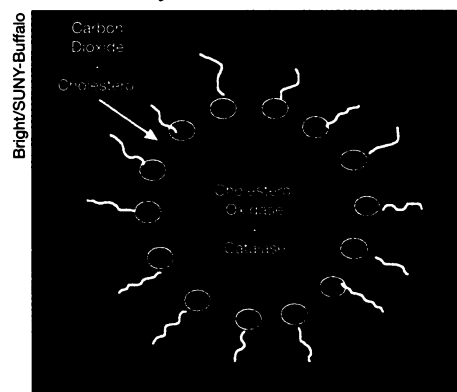 Bright/SUNY-Buffalo
Carbon
Dioxide
+
Cholesterol
Cholesterol
Oxidase
+
Catalase